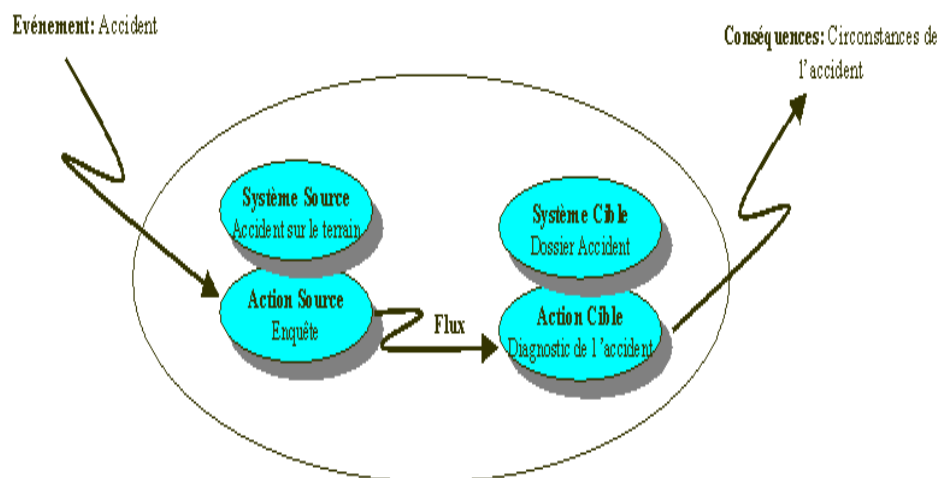 Evénement: Accident
Conséquences: Circonstances de
l'accident
Système Source
Accident sur le terrain
Système Cible
Dossier Accident
Action Source
Enquête
Flux
Action Cible
Diagnostic de l'accident